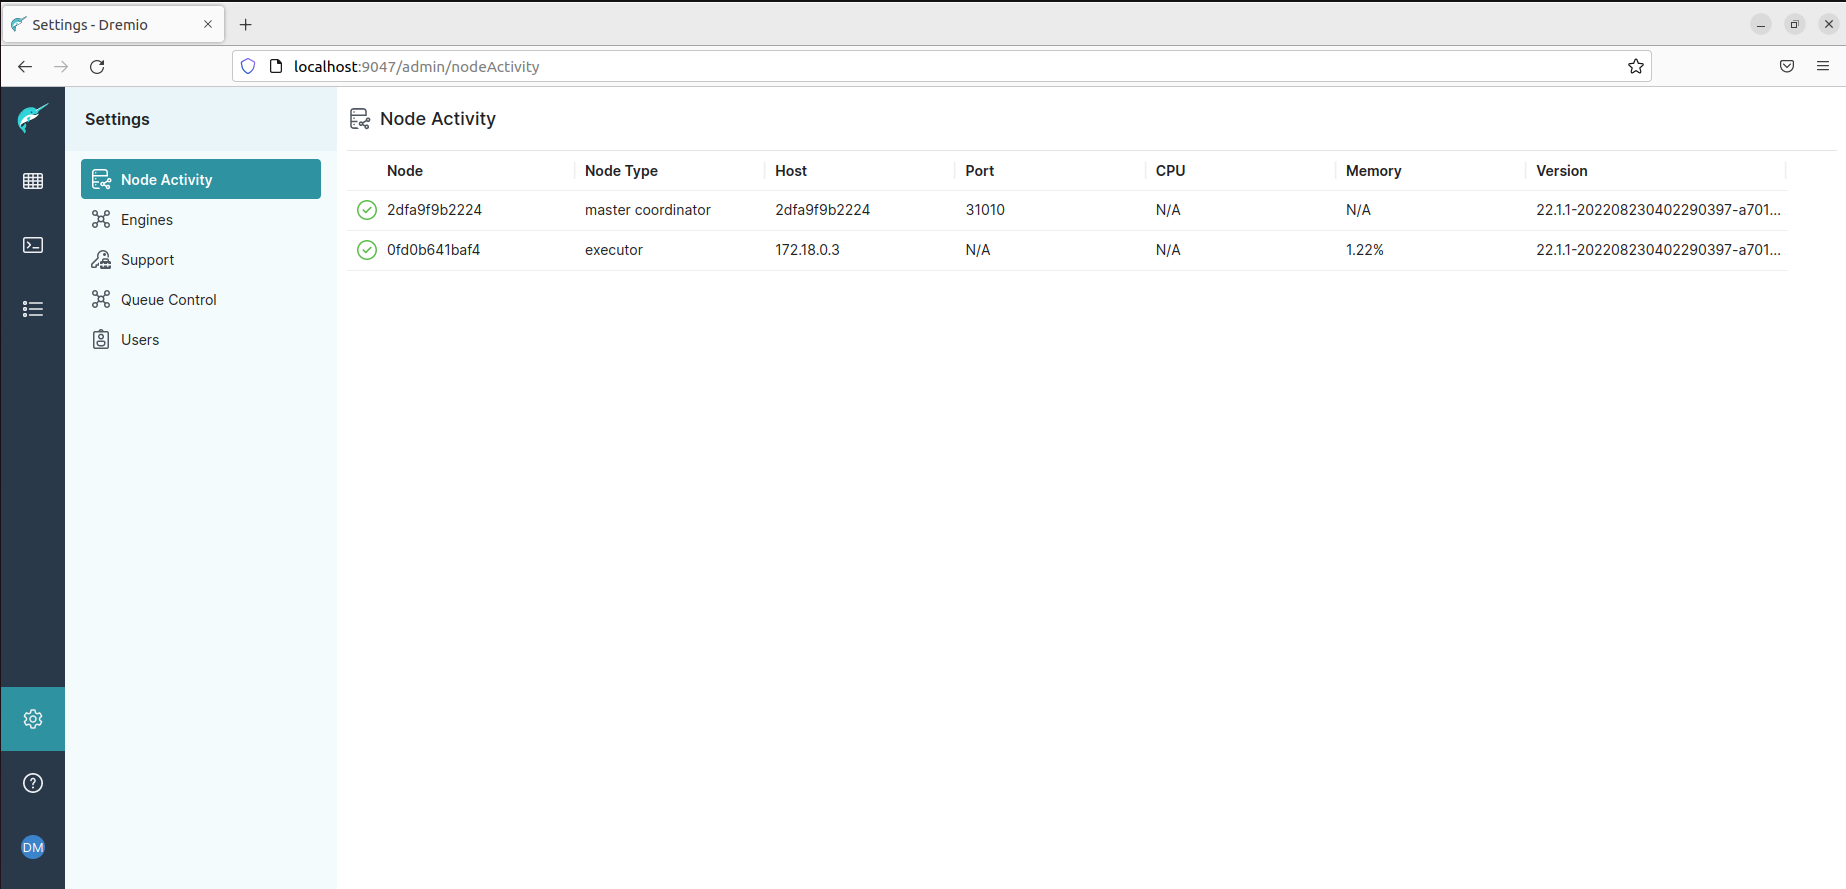 Settings - Dremio
localhost:9047/admin/nodeActivity
Settings
Node Activity
Engines
Support
Queue Control
Users
DM
Node Activity
Node Node Type Host Port CPU Memory Version
2dfa9f9b2224 master coordinator 2dfa9f9b2224 31010 N/A N/A 22.1.1-202208230402290397-a701...
0fd0b641baf4 executor 172.18.0.3 N/A N/A 1.22% 22.1.1-202208230402290397-a701...